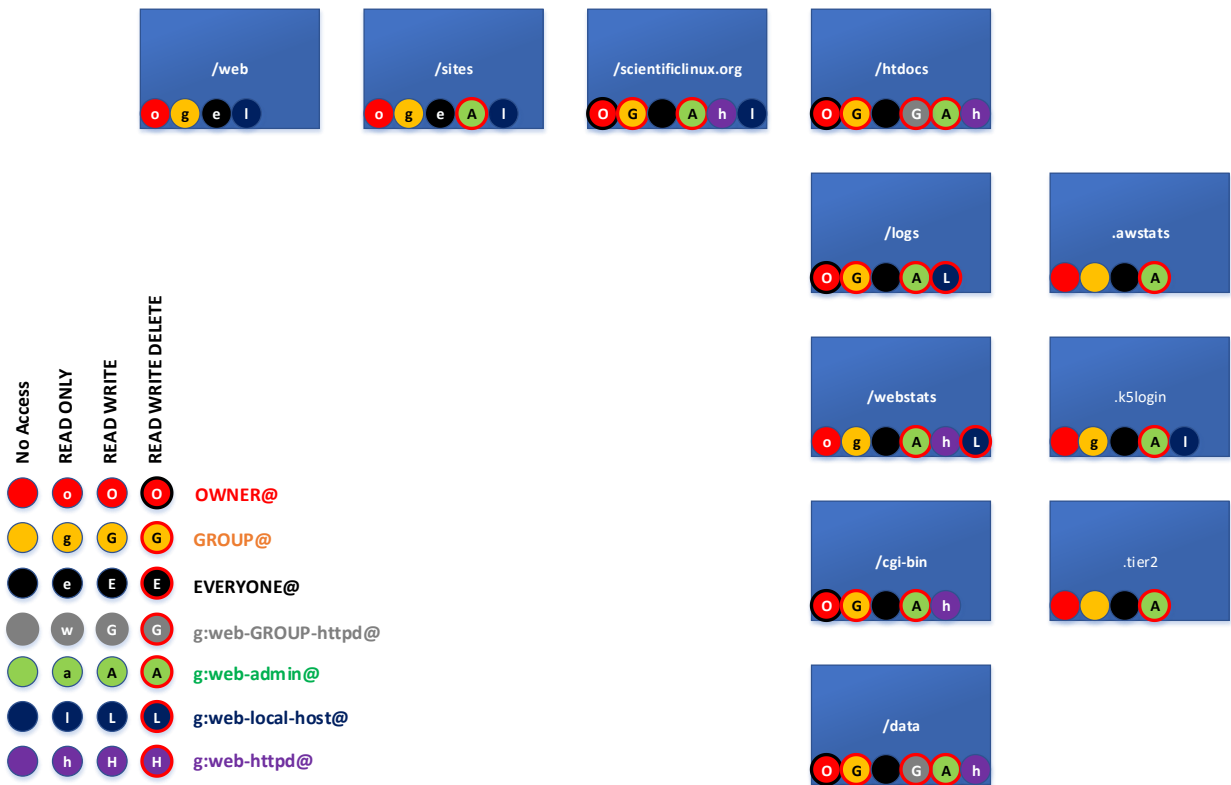 /web
o g e l
/sites
o g e A l
/scientificlinux.org
O G A h l
/htdocs
O G G A h
/logs
O G A L
.awstats
A
/webstats
o g A h L
.k5login
g A l
/cgi-bin
O G A h
.tier2
A
/data
O G G A h
No Access
READ ONLY
READ WRITE
READ WRITE DELETE
o O O OWNER@
g G G GROUP@
e E E EVERYONE@
w G G g:web-GROUP-httpd@
a A A g:web-admin@
l L L g:web-local-host@
h H H g:web-httpd@